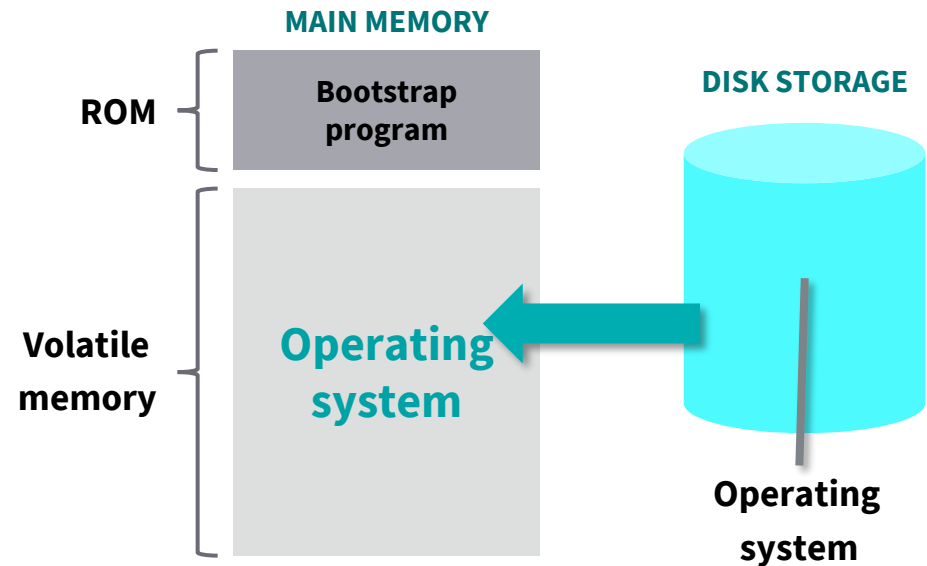 MAIN MEMORY
ROM
Bootstrap
program
DISK STORAGE
Volatile
memory
Operating
system
Operating
system